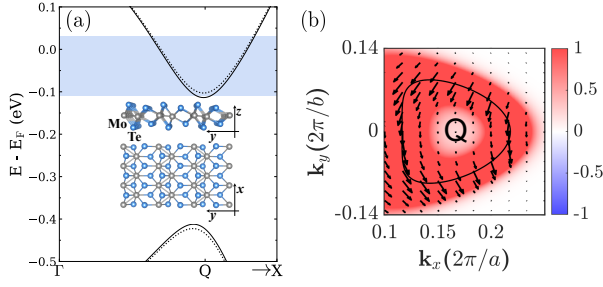 (a)
E - E_F (eV)
0.1
0.0
−0.1
−0.2
−0.3
−0.4
−0.5
Γ
Q
→X
Mo
Te
z
y
x
y
(b)
k_y(2π/b)
0.14
0
-0.14
Q
0.1
0.15
0.2
k_x(2π/a)
1
0.5
0
-0.5
-1